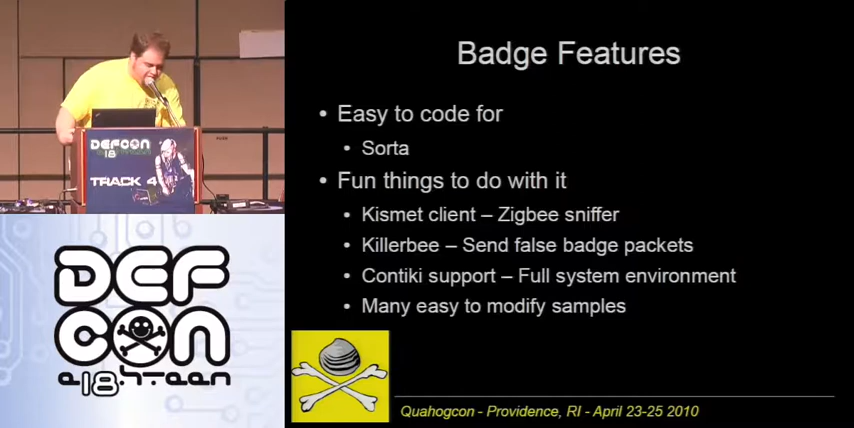 DEFCON
18
TRACK 4
DEF
CON
e18hteen
Badge Features
• Easy to code for
• Sorta
• Fun things to do with it
• Kismet client – Zigbee sniffer
• Killerbee – Send false badge packets
• Contiki support – Full system environment
• Many easy to modify samples
Quahogcon - Providence, RI - April 23-25 2010